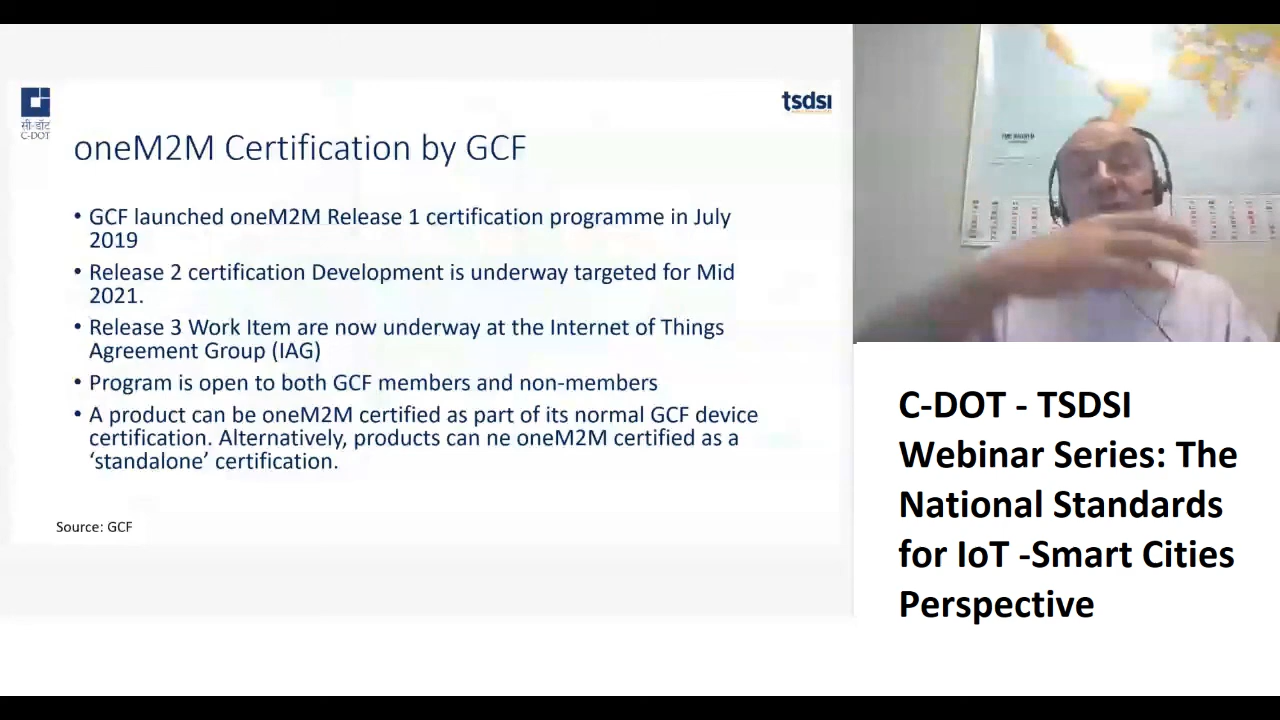 सी-डॉट
C-DOT
tsdsi
oneM2M Certification by GCF
• GCF launched oneM2M Release 1 certification programme in July
2019
• Release 2 certification Development is underway targeted for Mid
2021.
• Release 3 Work Item are now underway at the Internet of Things
Agreement Group (IAG)
• Program is open to both GCF members and non-members
• A product can be oneM2M certified as part of its normal GCF device
certification. Alternatively, products can ne oneM2M certified as a
‘standalone’ certification.
Source: GCF
C-DOT - TSDSI
Webinar Series: The
National Standards
for IoT -Smart Cities
Perspective